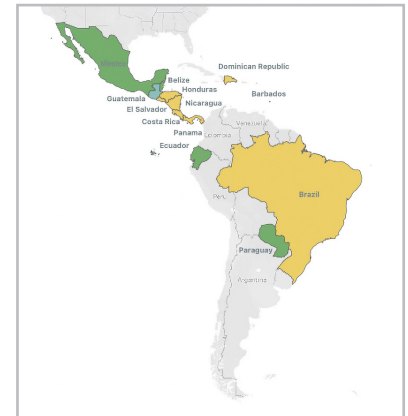 Mexico
Dominican Republic
Belize
Honduras
Barbados
Guatemala
Nicaragua
El Salvador
Costa Rica
Venezuela
Panama
Colombia
Ecuador
Peru
Brazil
Paraguay
Argentina